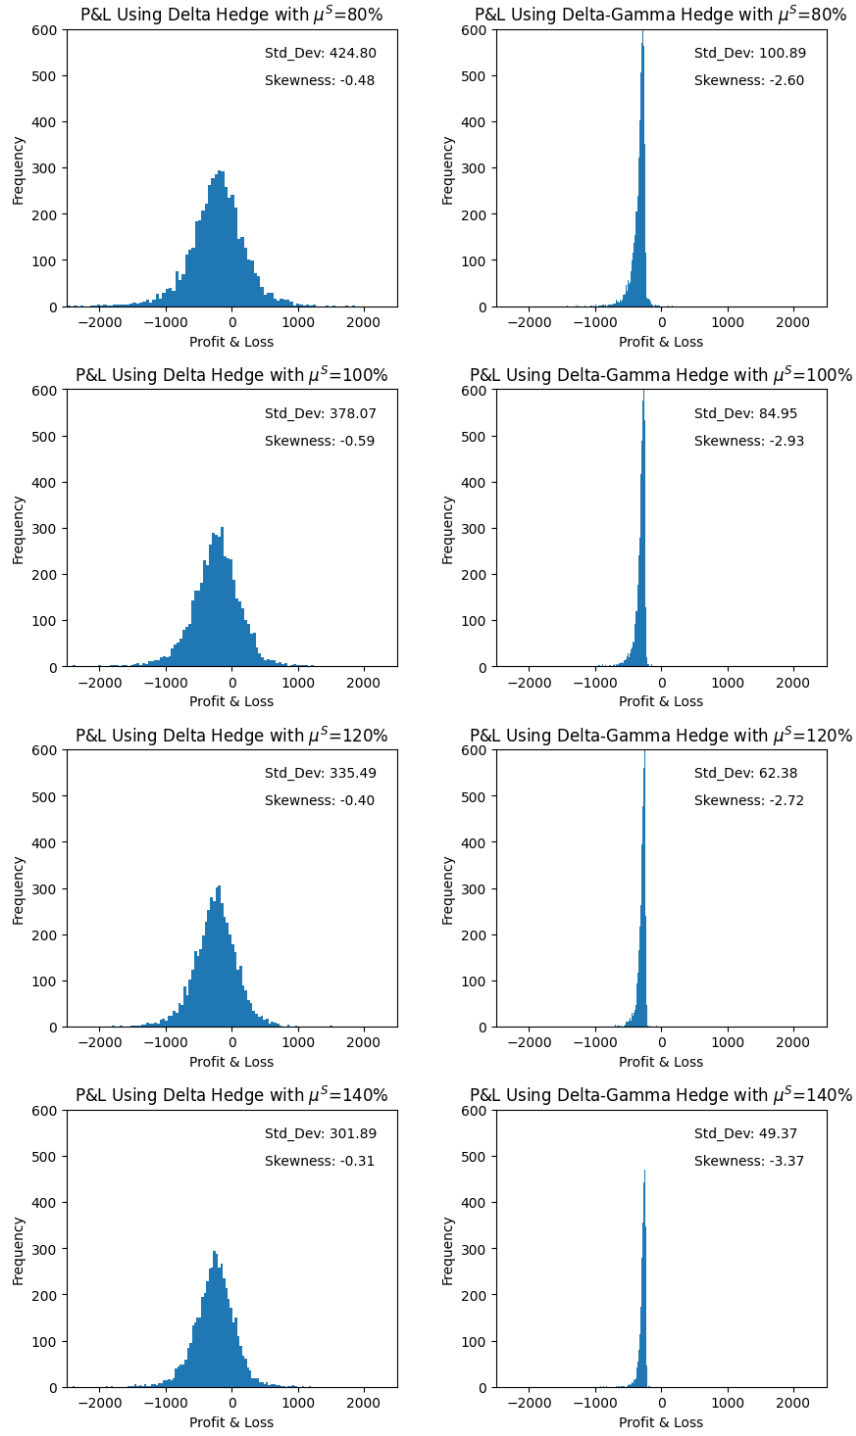 P&L Using Delta Hedge with μ^S=80%
Std_Dev: 424.80
Skewness: -0.48
Frequency
600
500
400
300
200
100
0
−2000 −1000 0 1000 2000
Profit & Loss
P&L Using Delta-Gamma Hedge with μ^S=80%
Std_Dev: 100.89
Skewness: -2.60
Frequency
600
500
400
300
200
100
0
−2000 −1000 0 1000 2000
Profit & Loss
P&L Using Delta Hedge with μ^S=100%
Std_Dev: 378.07
Skewness: -0.59
Frequency
600
500
400
300
200
100
0
−2000 −1000 0 1000 2000
Profit & Loss
P&L Using Delta-Gamma Hedge with μ^S=100%
Std_Dev: 84.95
Skewness: -2.93
Frequency
600
500
400
300
200
100
0
−2000 −1000 0 1000 2000
Profit & Loss
P&L Using Delta Hedge with μ^S=120%
Std_Dev: 335.49
Skewness: -0.40
Frequency
600
500
400
300
200
100
0
−2000 −1000 0 1000 2000
Profit & Loss
P&L Using Delta-Gamma Hedge with μ^S=120%
Std_Dev: 62.38
Skewness: -2.72
Frequency
600
500
400
300
200
100
0
−2000 −1000 0 1000 2000
Profit & Loss
P&L Using Delta Hedge with μ^S=140%
Std_Dev: 301.89
Skewness: -0.31
Frequency
600
500
400
300
200
100
0
−2000 −1000 0 1000 2000
Profit & Loss
P&L Using Delta-Gamma Hedge with μ^S=140%
Std_Dev: 49.37
Skewness: -3.37
Frequency
600
500
400
300
200
100
0
−2000 −1000 0 1000 2000
Profit & Loss